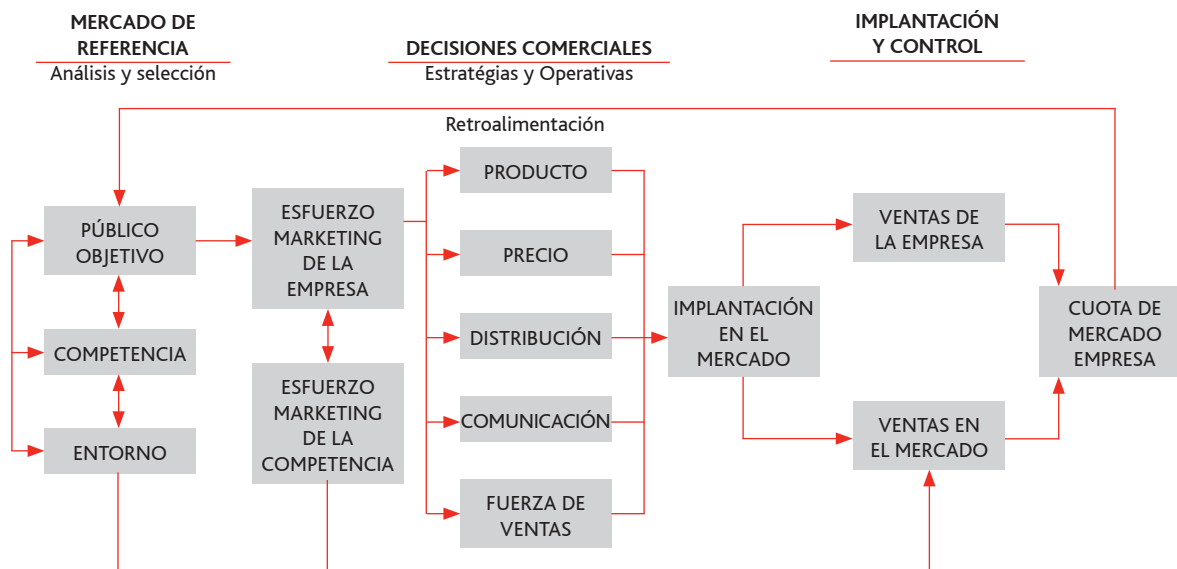 MERCADO DE
REFERENCIA
Análisis y selección
DECISIONES COMERCIALES
Estratégias y Operativas
IMPLANTACIÓN
Y CONTROL
Retroalimentación
PÚBLICO
OBJETIVO
COMPETENCIA
ENTORNO
ESFUERZO
MARKETING
DE LA
EMPRESA
ESFUERZO
MARKETING
DE LA
COMPETENCIA
PRODUCTO
PRECIO
DISTRIBUCIÓN
COMUNICACIÓN
FUERZA DE
VENTAS
IMPLANTACIÓN
EN EL
MERCADO
VENTAS DE
LA EMPRESA
VENTAS EN
EL MERCADO
CUOTA DE
MERCADO
EMPRESA